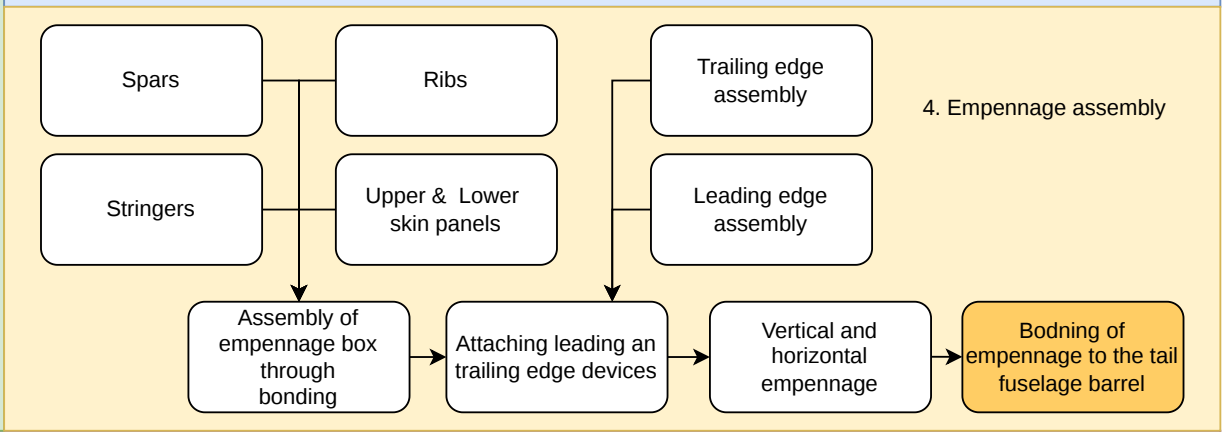 Spars
Ribs
Trailing edge
assembly
4. Empennage assembly
Stringers
Upper & Lower
skin panels
Leading edge
assembly
Assembly of
empennage box
through
bonding
Attaching leading an
trailing edge devices
Vertical and
horizontal
empennage
Bodning of
empennage to the tail
fuselage barrel